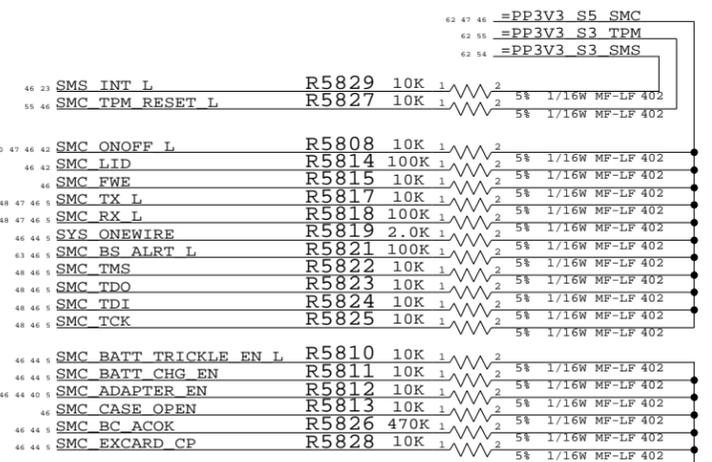 62 47 46 =PP3V3_S5_SMC
62 55 =PP3V3_S3_TPM
62 54 =PP3V3_S3_SMS
46 23 SMS_INT_L R5829 10K 1 2 5% 1/16W MF-LF 402
55 46 SMC_TPM_RESET_L R5827 10K 1 2 5% 1/16W MF-LF 402
47 46 42 SMC_ONOFF_L R5808 10K 1 2 5% 1/16W MF-LF 402
46 42 SMC_LID R5814 100K 1 2 5% 1/16W MF-LF 402
46 SMC_FWE R5815 10K 1 2 5% 1/16W MF-LF 402
48 47 46 5 SMC_TX_L R5817 10K 1 2 5% 1/16W MF-LF 402
48 47 46 5 SMC_RX_L R5818 100K 1 2 5% 1/16W MF-LF 402
46 44 5 SYS_ONEWIRE R5819 2.0K 1 2 5% 1/16W MF-LF 402
63 46 5 SMC_BS_ALRT_L R5821 100K 1 2 5% 1/16W MF-LF 402
48 46 5 SMC_TMS R5822 10K 1 2 5% 1/16W MF-LF 402
48 46 5 SMC_TDO R5823 10K 1 2 5% 1/16W MF-LF 402
48 46 5 SMC_TDI R5824 10K 1 2 5% 1/16W MF-LF 402
48 46 5 SMC_TCK R5825 10K 1 2 5% 1/16W MF-LF 402
46 44 5 SMC_BATT_TRICKLE_EN_L R5810 10K 1 2 5% 1/16W MF-LF 402
46 44 5 SMC_BATT_CHG_EN R5811 10K 1 2 5% 1/16W MF-LF 402
46 44 40 5 SMC_ADAPTER_EN R5812 10K 1 2 5% 1/16W MF-LF 402
46 SMC_CASE_OPEN R5813 10K 1 2 5% 1/16W MF-LF 402
46 44 5 SMC_BC_ACOK R5826 470K 1 2 5% 1/16W MF-LF 402
46 44 5 SMC_EXCARD_CP R5828 10K 1 2 5% 1/16W MF-LF 402